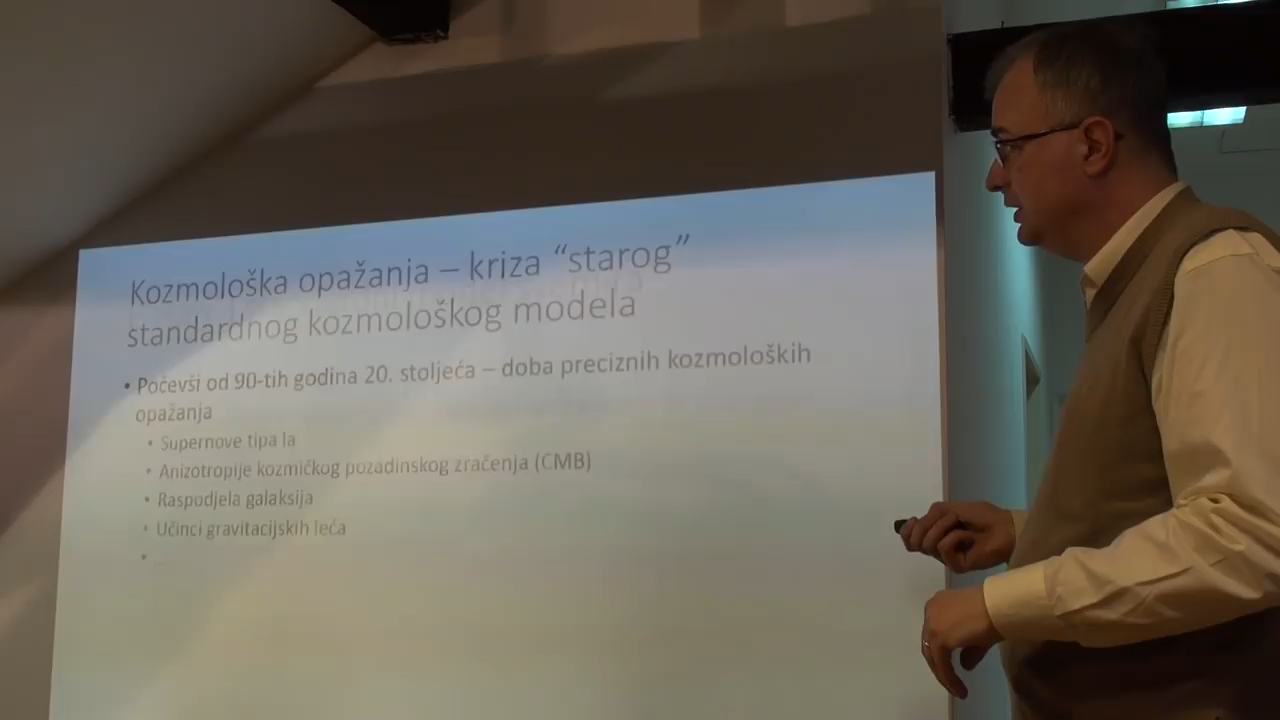 Kozmološka opažanja – kriza “starog”
standardnog kozmološkog modela
• Počevši od 90-tih godina 20. stoljeća – doba preciznih kozmoloških
opažanja
• Supernove tipa Ia
• Anizotropije kozmičkog pozadinskog zračenja (CMB)
• Raspodjela galaksija
• Učinci gravitacijskih leća
• ...